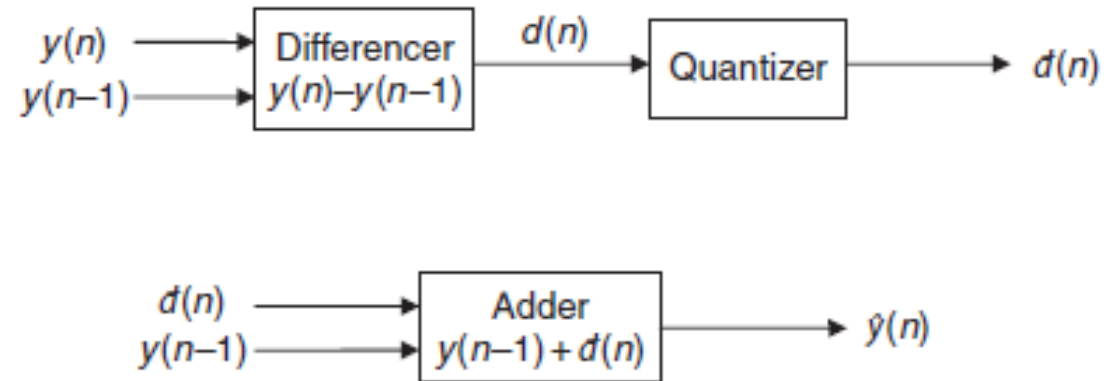 y(n)
y(n–1)
Differencer
y(n)–y(n–1)
d(n)
Quantizer
đ(n)
đ(n)
y(n–1)
Adder
y(n–1) + đ(n)
ŷ(n)